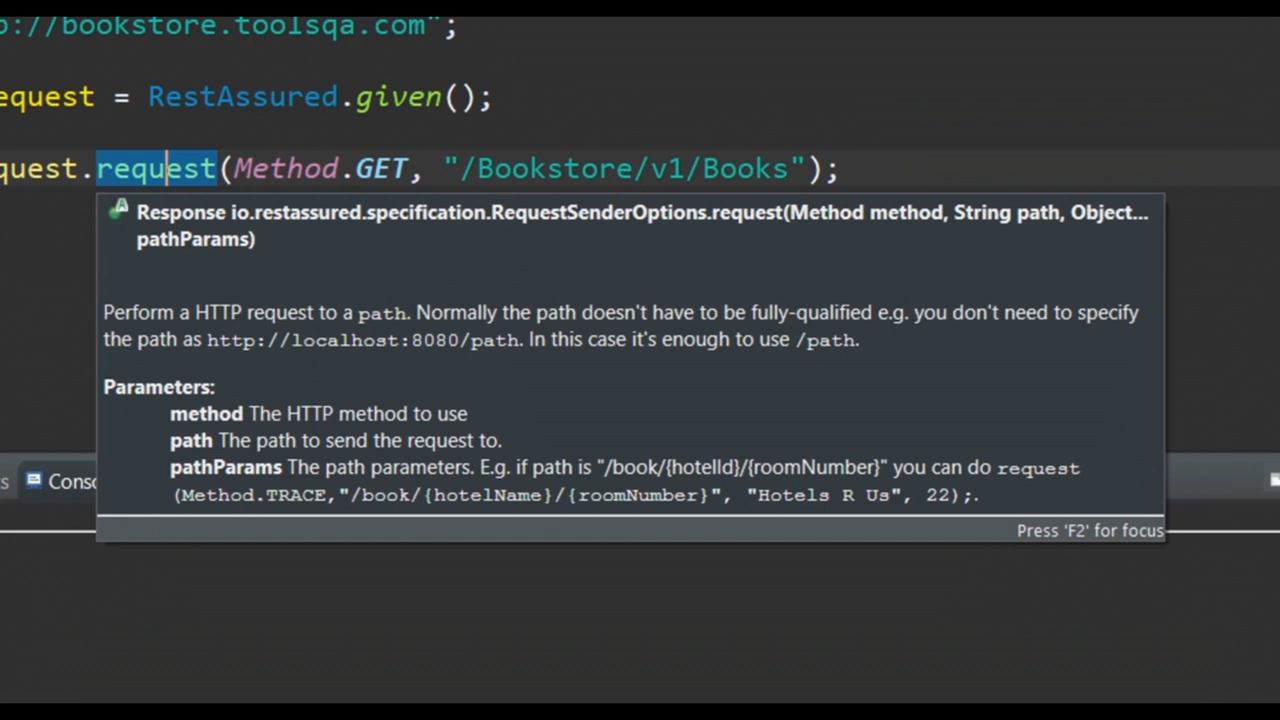 p://bookstore.toolsqa.com";
equest = RestAssured.given();
quest.request(Method.GET, "/Bookstore/v1/Books");
Response io.restassured.specification.RequestSenderOptions.request(Method method, String path, Object...
pathParams)
Perform a HTTP request to a path. Normally the path doesn't have to be fully-qualified e.g. you don't need to specify
the path as http://localhost:8080/path. In this case it's enough to use /path.
Parameters:
method The HTTP method to use
path The path to send the request to.
pathParams The path parameters. E.g. if path is "/book/{hotelId}/{roomNumber}" you can do request
(Method.TRACE,"/book/{hotelName}/{roomNumber}", "Hotels R Us", 22);.
s Conso
Press 'F2' for focus